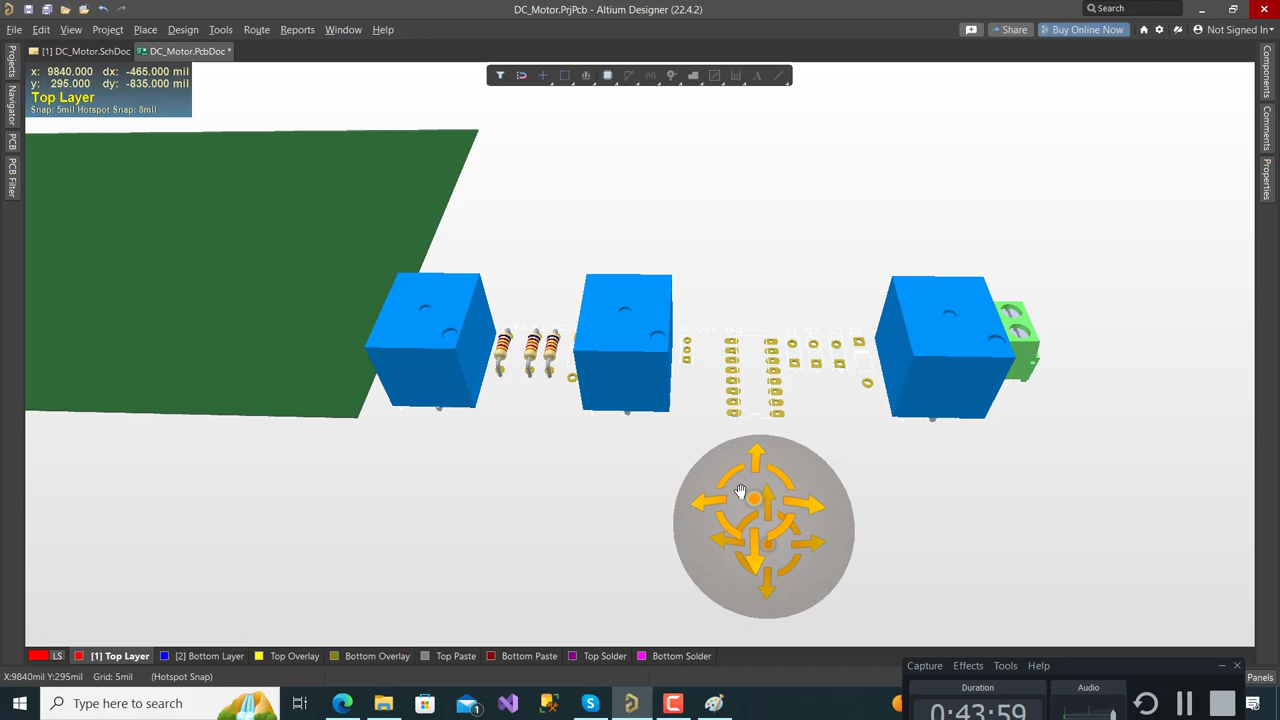 DC_Motor.PrjPcb - Altium Designer (22.4.2)
Search
File Edit View Project Place Design Tools Route Reports Window Help
Share
Buy Online Now
Not Signed In
[1] DC_Motor.SchDoc
DC_Motor.PcbDoc *
x: 9840.000 dx: -465.000 mil
y: 295.000 dy: -835.000 mil
Top Layer
Snap: 5mil Hotspot Snap: 8mil
Projects
Navigator
PCB
PCB Filter
Components
Comments
Properties
LS
[1] Top Layer
[2] Bottom Layer
Top Overlay
Bottom Overlay
Top Paste
Bottom Paste
Top Solder
Bottom Solder
X:9840mil Y:295mil Grid: 5mil (Hotspot Snap)
Panels
Capture Effects Tools Help
Duration
Audio
0:43:59
Type here to search
1